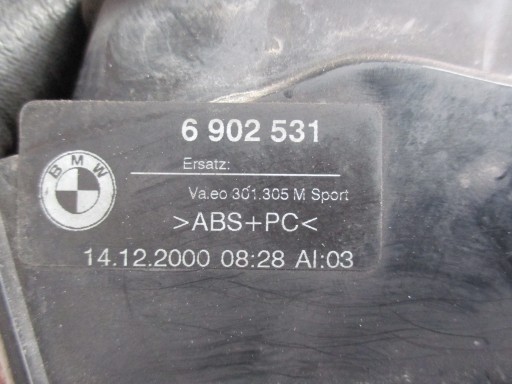 BMW
6 902 531
Ersatz:
Va.eo 301.305 M Sport
>ABS+PC<
14.12.2000 08:28 AI:03